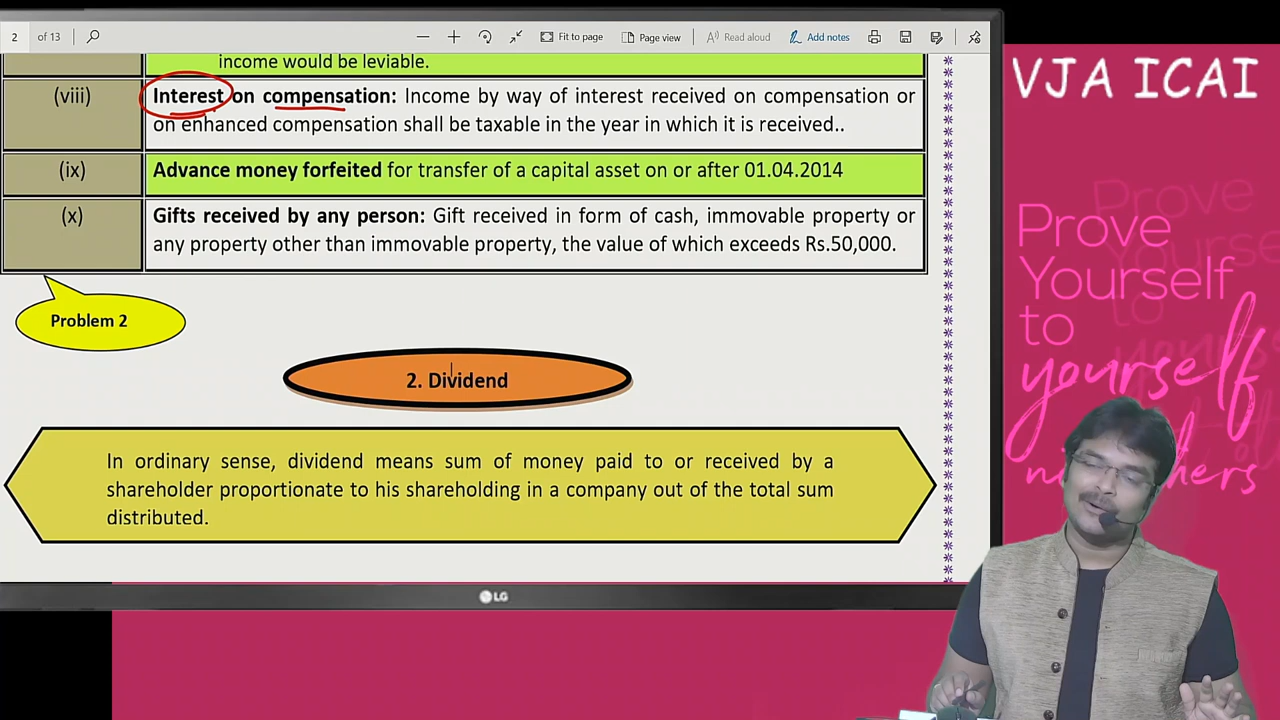 2 of 13
Fit to page
Page view
Read aloud
Add notes
VJA ICAI
income would be leviable.
(viii) Interest on compensation: Income by way of interest received on compensation or
on enhanced compensation shall be taxable in the year in which it is received..
(ix) Advance money forfeited for transfer of a capital asset on or after 01.04.2014
(x) Gifts received by any person: Gift received in form of cash, immovable property or
any property other than immovable property, the value of which exceeds Rs.50,000.
Problem 2
2. Dividend
In ordinary sense, dividend means sum of money paid to or received by a
shareholder proportionate to his shareholding in a company out of the total sum
distributed.
LG
Prove
Yourself
to
yourself